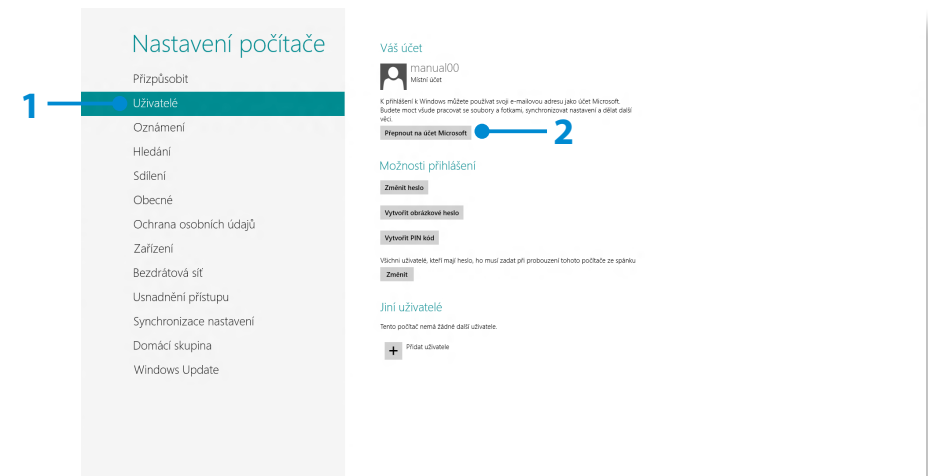 Nastavení počítače
Přizpůsobit
1
Uživatelé
Oznámení
Hledání
Sdílení
Obecné
Ochrana osobních údajů
Zařízení
Bezdrátová síť
Usnadnění přístupu
Synchronizace nastavení
Domácí skupina
Windows Update
Váš účet
manual00
Místní účet
K přihlášení k Windows můžete používat svoji e-mailovou adresu jako účet Microsoft.
Budete moct všude pracovat se soubory a fotkami, synchronizovat nastavení a dělat další
věci.
Přepnout na účet Microsoft
2
Možnosti přihlášení
Změnit heslo
Vytvořit obrázkové heslo
Vytvořit PIN kód
Všichni uživatelé, kteří mají heslo, ho musí zadat při probouzení tohoto počítače ze spánku
Změnit
Jiní uživatelé
Tento počítač nemá žádné další uživatele.
Přidat uživatele